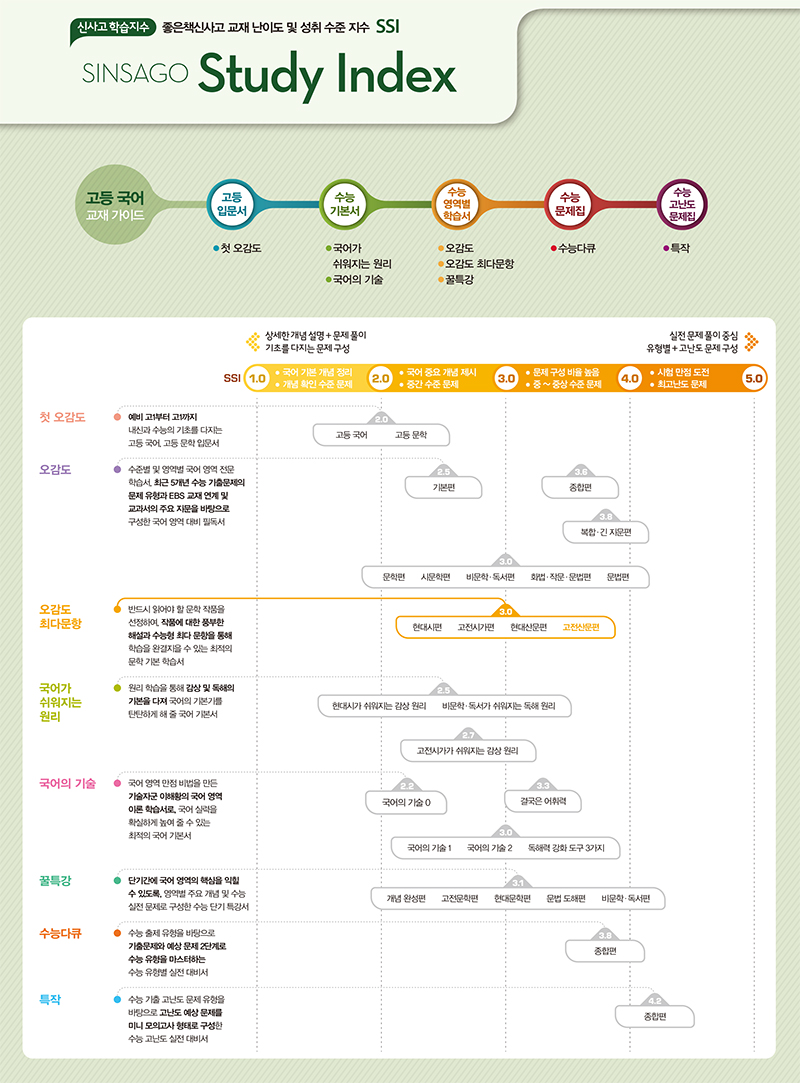 신사고 학습지수 좋은책신사고 교재 난이도 및 성취 수준 지수 SSI
SINSAGO Study Index
고등 국어
교재 가이드
고등
입문서
수능
기본서
수능
영역별
학습서
수능
문제집
수능
고난도
문제집
• 첫 오감도
• 국어가
쉬워지는 원리
• 국어의 기술
• 오감도
• 오감도 최다문항
• 꿀특강
• 수능다큐
• 특작
상세한 개념 설명 + 문제 풀이
기초를 다지는 문제 구성
실전 문제 풀이 중심
유형별 + 고난도 문제 구성
SSI
1.0
• 국어 기본 개념 정리
• 개념 확인 수준 문제
2.0
• 국어 중요 개념 제시
• 중간 수준 문제
3.0
• 문제 구성 비율 높음
• 중 ~ 중상 수준 문제
4.0
• 시험 만점 도전
• 최고난도 문제
5.0
첫 오감도
• 예비 고1부터 고1까지
내신과 수능의 기초를 다지는
고등 국어, 고등 문학 입문서
2.0
고등 국어 고등 문학
오감도
• 수준별 및 영역별 국어 영역 전문
학습서, 최근 5개년 수능 기출문제의
문제 유형과 EBS 교재 연계 및
교과서의 주요 지문을 바탕으로
구성한 국어 영역 대비 필독서
2.5
기본편
3.6
종합편
3.8
복합·긴 지문편
3.0
문학편 시문학편 비문학·독서편 화법·작문·문법편 문법편
오감도
최다문항
• 반드시 읽어야 할 문학 작품을
선정하여, 작품에 대한 풍부한
해설과 수능형 최다 문항을 통해
학습을 완결지을 수 있는 최적의
문학 기본 학습서
3.0
현대시편 고전시가편 현대산문편 고전산문편
국어가
쉬워지는
원리
• 원리 학습을 통해 감상 및 독해의
기본을 다져 국어의 기본기를
탄탄하게 해 줄 국어 기본서
2.5
현대시가 쉬워지는 감상 원리 비문학·독서가 쉬워지는 독해 원리
2.7
고전시가가 쉬워지는 감상 원리
국어의 기술
• 국어 영역 만점 비법을 만든
기술자군 이해황의 국어 영역
이론 학습서로, 국어 실력을
확실하게 높여 줄 수 있는
최적의 국어 기본서
2.2
국어의 기술 0
3.3
결국은 어휘력
3.0
국어의 기술 1 국어의 기술 2 독해력 강화 도구 3가지
꿀특강
• 단기간에 국어 영역의 핵심을 익힐
수 있도록, 영역별 주요 개념 및 수능
실전 문제로 구성한 수능 단기 특강서
3.1
개념 완성편 고전문학편 현대문학편 문법 도해편 비문학·독서편
수능다큐
• 수능 출제 유형을 바탕으로
기출문제와 예상 문제 2단계로
수능 유형을 마스터하는
수능 유형별 실전 대비서
3.8
종합편
특작
• 수능 기출 고난도 문제 유형을
바탕으로 고난도 예상 문제를
미니 모의고사 형태로 구성한
수능 고난도 실전 대비서
4.2
종합편